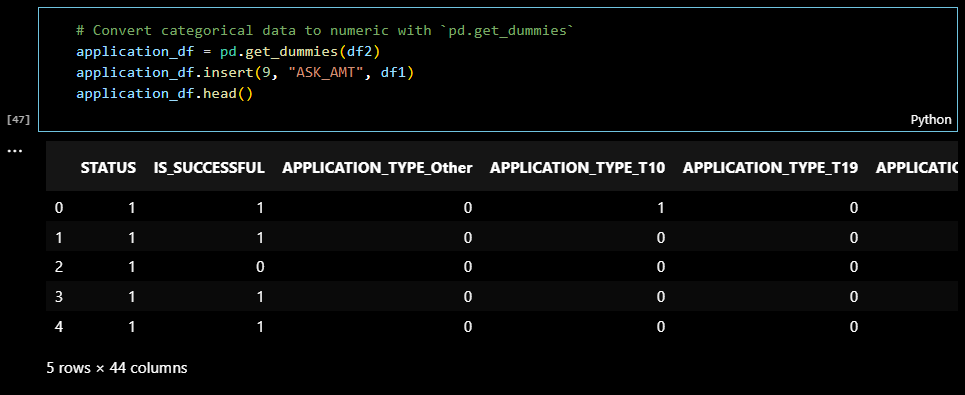 # Convert categorical data to numeric with `pd.get_dummies`
application_df = pd.get_dummies(df2)
application_df.insert(9, "ASK_AMT", df1)
application_df.head()
[47]
Python
...
STATUS IS_SUCCESSFUL APPLICATION_TYPE_Other APPLICATION_TYPE_T10 APPLICATION_TYPE_T19
0 1 1 0 1 0
1 1 1 0 0 0
2 1 0 0 0 0
3 1 1 0 0 0
4 1 1 0 0 0
5 rows × 44 columns